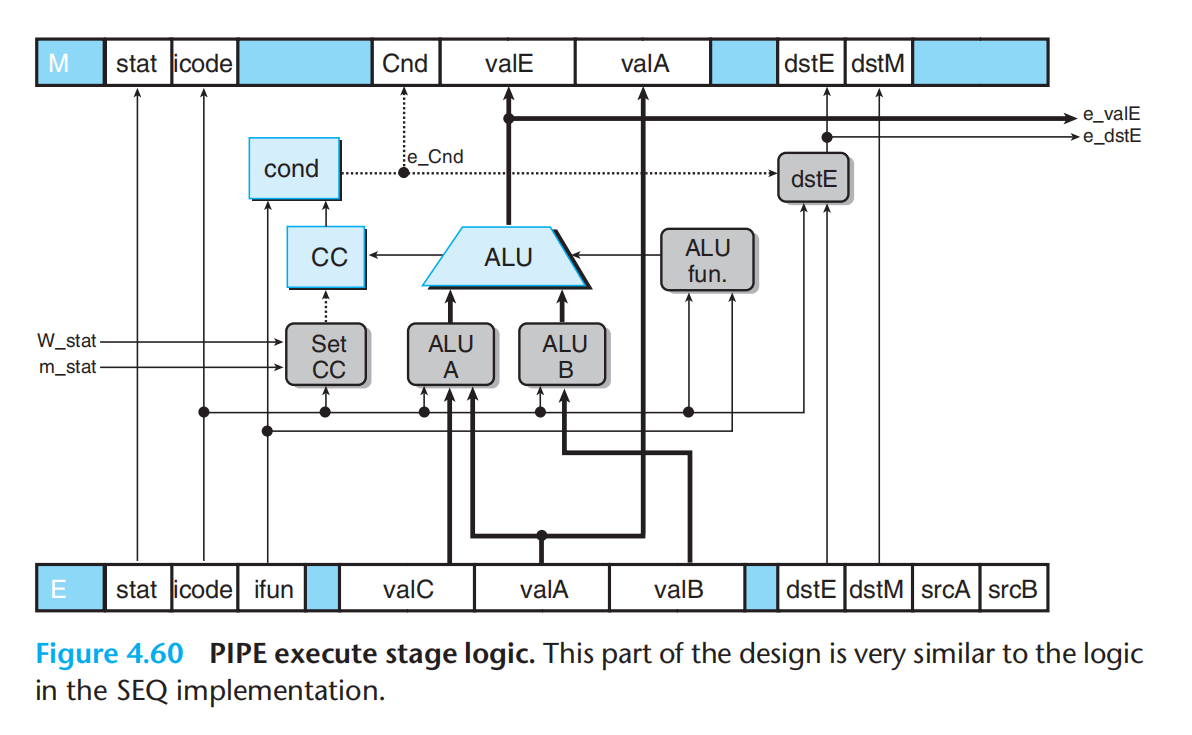 M stat icode Cnd valE valA dstE dstM
e_valE
e_dstE
e_Cnd
cond
dstE
CC
ALU
ALU
fun.
W_stat
m_stat
Set
CC
ALU
A
ALU
B
E stat icode ifun valC valA valB dstE dstM srcA srcB
Figure 4.60 PIPE execute stage logic. This part of the design is very similar to the logic
in the SEQ implementation.